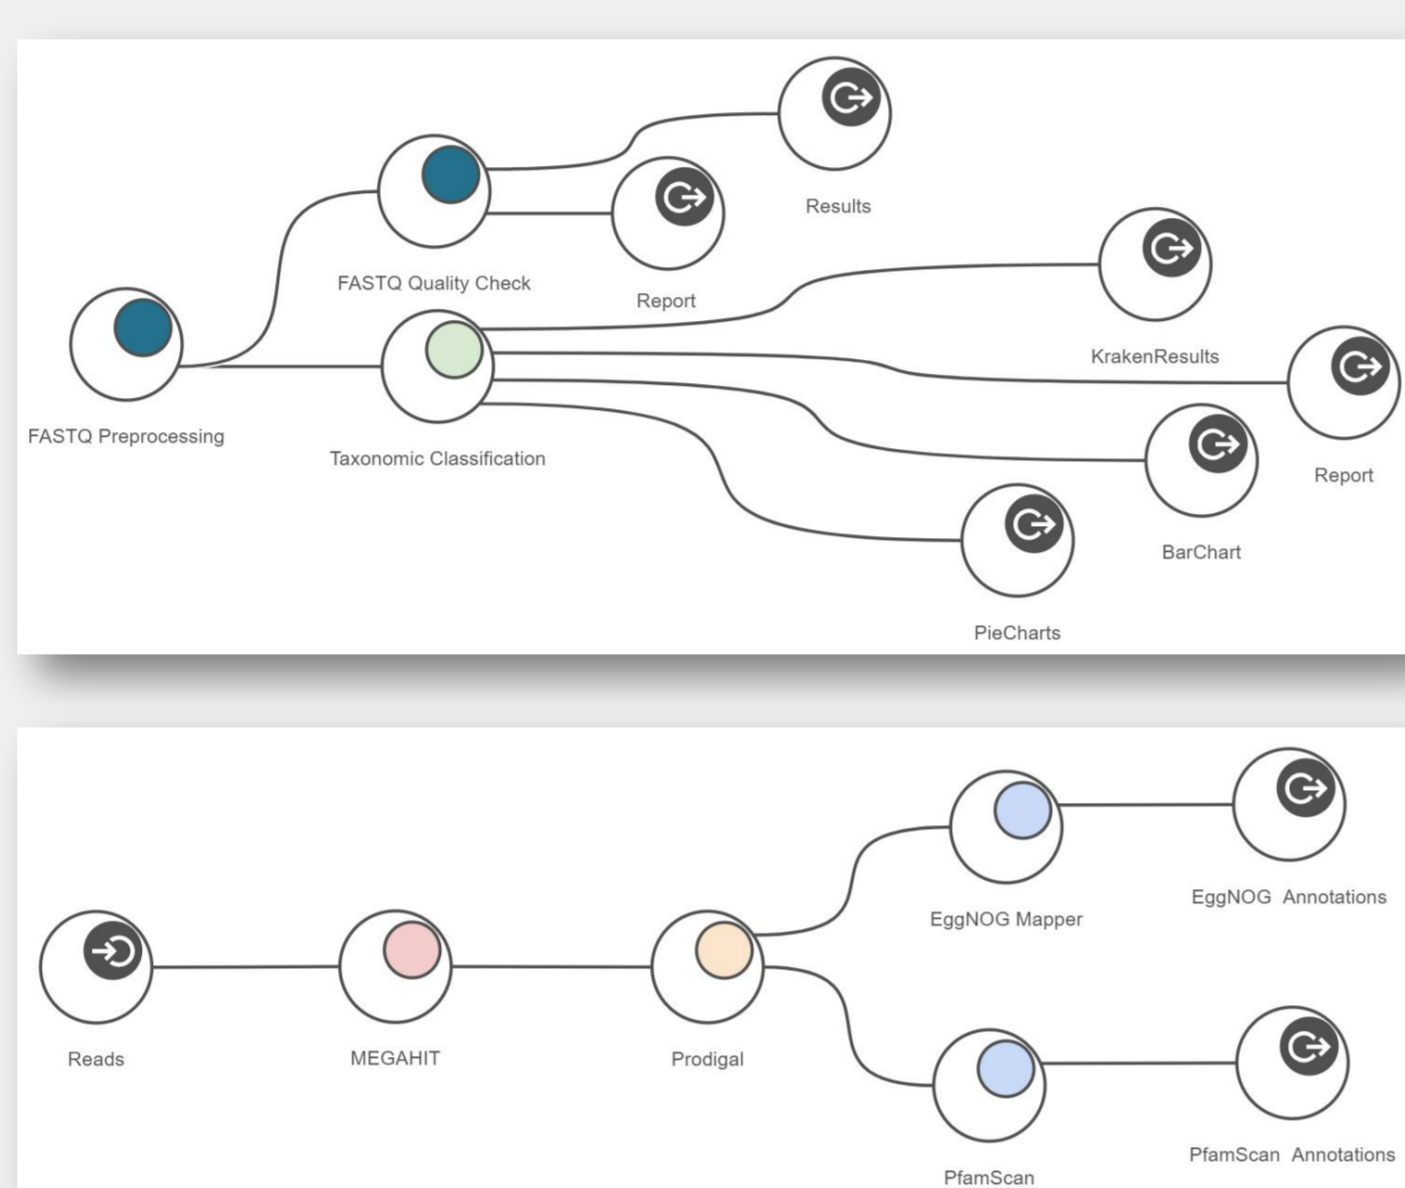 Results
FASTQ Quality Check
Report
KrakenResults
FASTQ Preprocessing
Taxonomic Classification
Report
BarChart
PieCharts
EggNOG Annotations
EggNOG Mapper
Reads
MEGAHIT
Prodigal
PfamScan Annotations
PfamScan